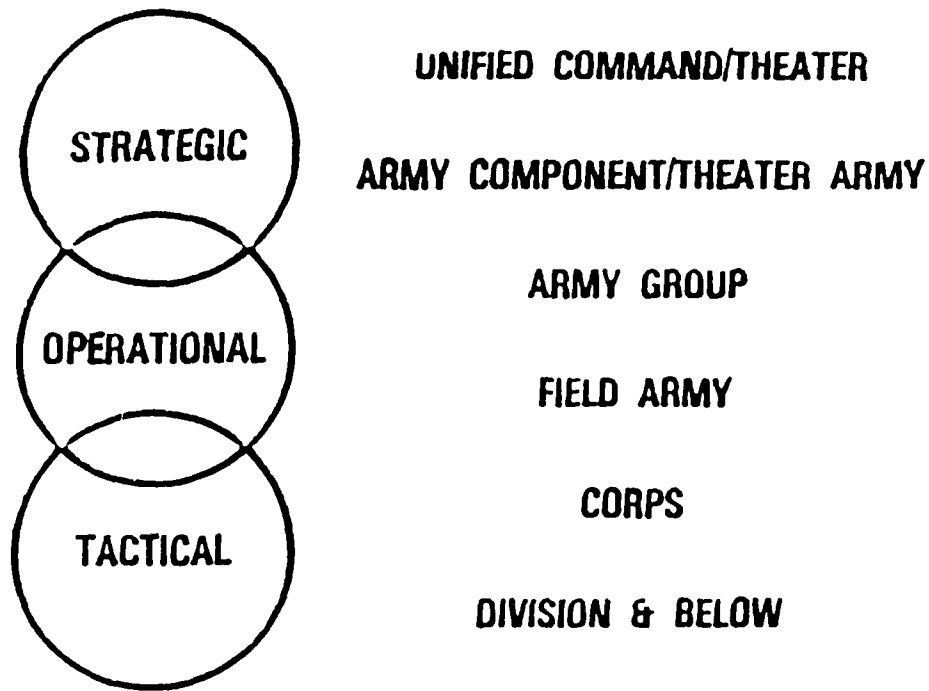 UNIFIED COMMAND/THEATER
STRATEGIC
ARMY COMPONENT/THEATER ARMY
ARMY GROUP
OPERATIONAL
FIELD ARMY
CORPS
TACTICAL
DIVISION & BELOW